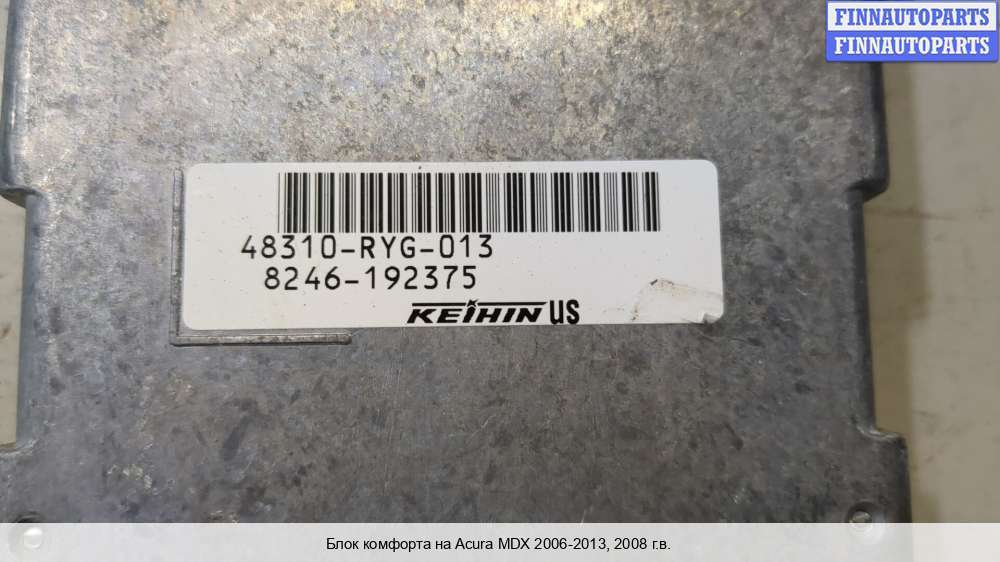 FINNAUTOPARTS
FINNAUTOPARTS
48310-RYG-013
8246-192375
KEIHIN US
Блок комфорта на Acura MDX 2006-2013, 2008 г.в.